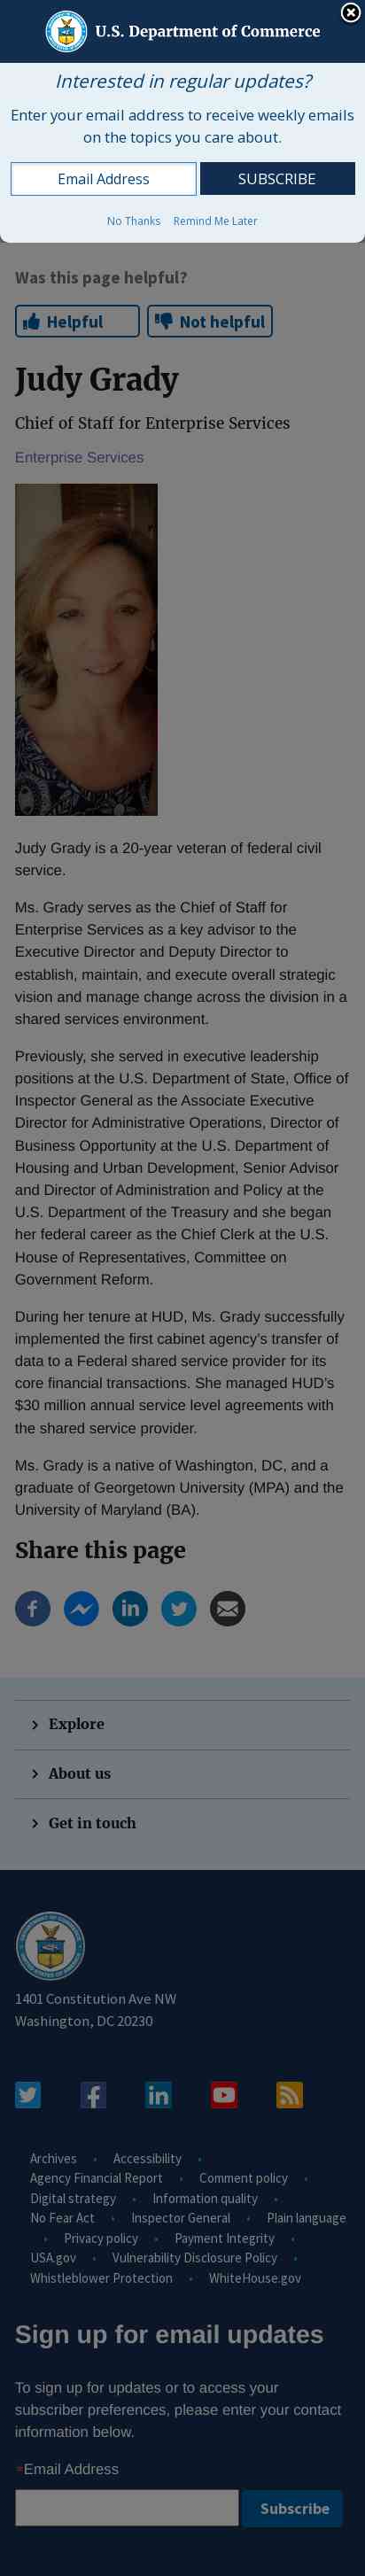 U.S. Department of Commerce
Interested in regular updates?
Enter your email address to receive weekly emails
on the topics you care about.
Email Address
SUBSCRIBE
No Thanks Remind Me Later
Was this page helpful?
Helpful
Not helpful
Judy Grady
Chief of Staff for Enterprise Services
Enterprise Services
Judy Grady is a 20-year veteran of federal civil
service.
Ms. Grady serves as the Chief of Staff for
Enterprise Services as a key advisor to the
Executive Director and Deputy Director to
establish, maintain, and execute overall strategic
vision and manage change across the division in a
shared services environment.
Previously, she served in executive leadership
positions at the U.S. Department of State, Office of
Inspector General as the Associate Executive
Director for Administrative Operations, Director of
Business Opportunity at the U.S. Department of
Housing and Urban Development, Senior Advisor
and Director of Administration and Policy at the
U.S. Department of the Treasury and she began
her federal career as the Chief Clerk at the U.S.
House of Representatives, Committee on
Government Reform.
During her tenure at HUD, Ms. Grady successfully
implemented the first cabinet agency’s transfer of
data to a Federal shared service provider for its
core financial transactions. She managed HUD’s
$30 million annual service level agreements with
the shared service provider.
Ms. Grady is a native of Washington, DC, and a
graduate of Georgetown University (MPA) and the
University of Maryland (BA).
Share this page
Explore
About us
Get in touch
1401 Constitution Ave NW
Washington, DC 20230
Archives • Accessibility •
Agency Financial Report • Comment policy •
Digital strategy • Information quality •
No Fear Act • Inspector General • Plain language
• Privacy policy • Payment Integrity •
USA.gov • Vulnerability Disclosure Policy •
Whistleblower Protection • WhiteHouse.gov
Sign up for email updates
To sign up for updates or to access your
subscriber preferences, please enter your contact
information below.
*Email Address
Subscribe